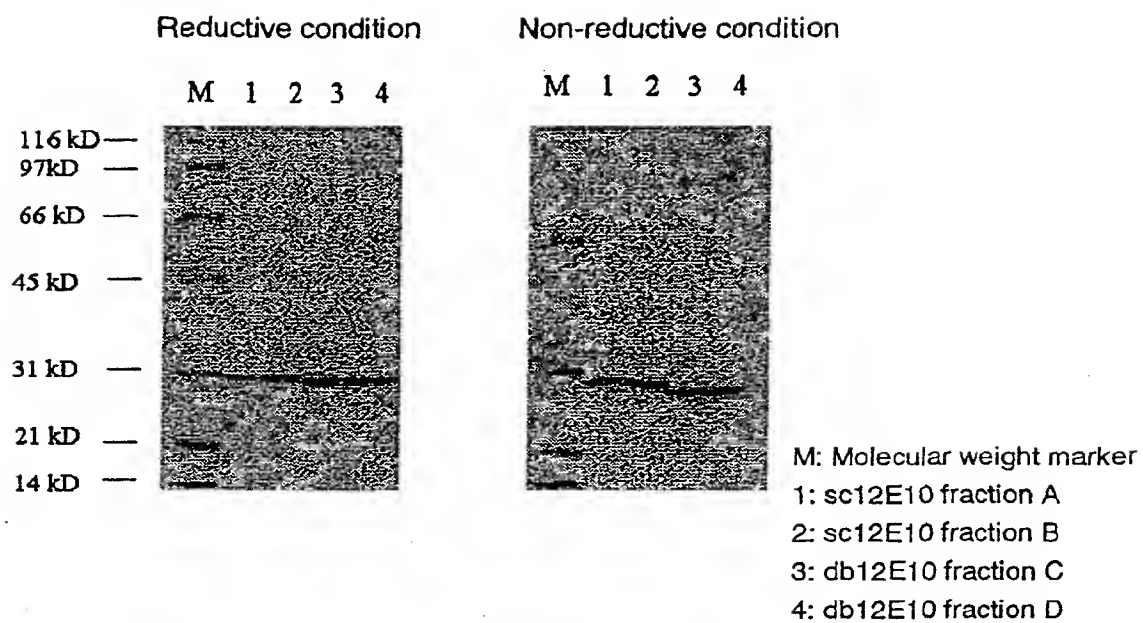 Reductive condition
Non-reductive condition
M 1 2 3 4
M 1 2 3 4
116 kD
97kD
66 kD
45 kD
31 kD
21 kD
14 kD
M: Molecular weight marker
1: sc12E10 fraction A
2: sc12E10 fraction B
3: db12E10 fraction C
4: db12E10 fraction D